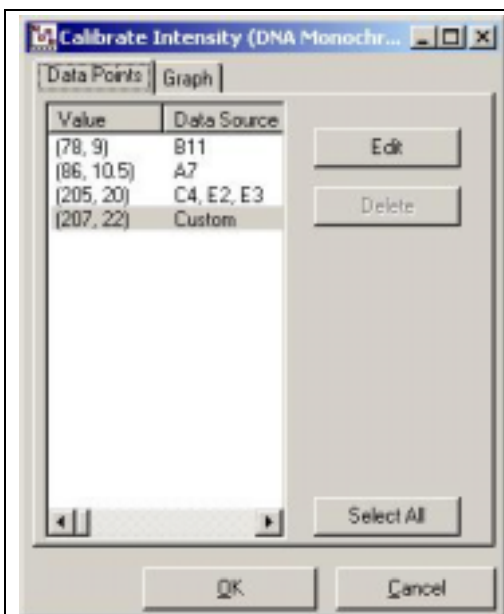 Calibrate Intensity (DNA Monochr...
Data Points Graph
Value Data Source
(78, 9) B11
(86, 10.5) A7
(205, 20) C4, E2, E3
(207, 22) Custom
Edit
Delete
Select All
OK Cancel